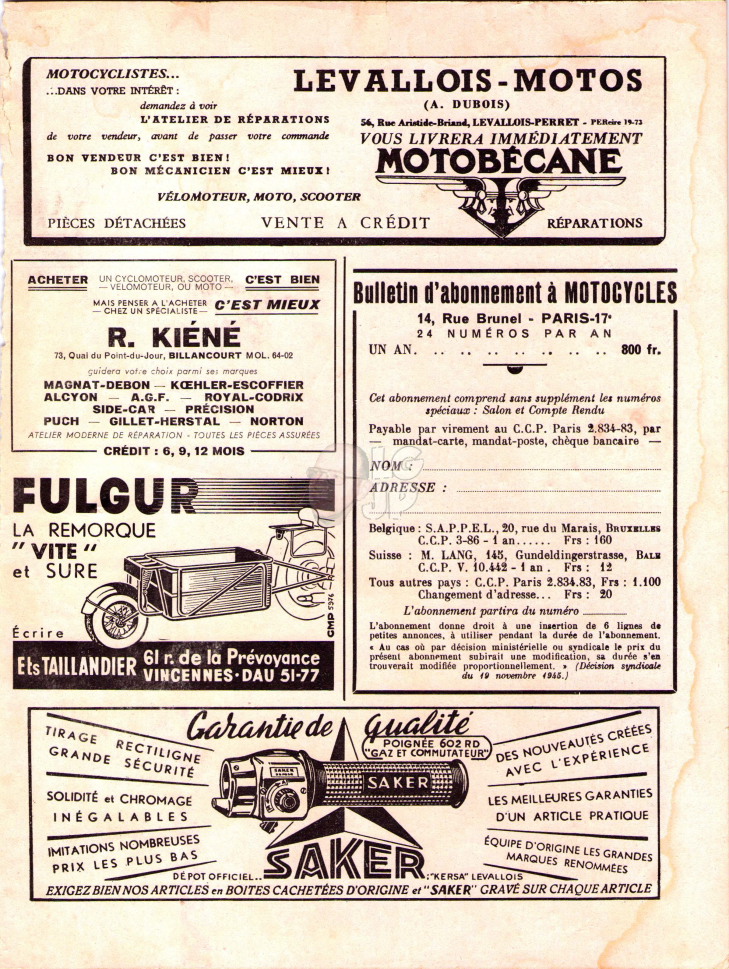 MOTOCYCLISTES...
...DANS VOTRE INTÉRÊT :
demandez à voir
L'ATELIER DE RÉPARATIONS
de votre vendeur, avant de passer votre commande
BON VENDEUR C'EST BIEN !
BON MÉCANICIEN C'EST MIEUX !
VÉLOMOTEUR, MOTO, SCOOTER
LEVALLOIS-MOTOS
(A. DUBOIS)
56, Rue Aristide-Briand, LEVALLOIS-PERRET - PEReire 19-73
VOUS LIVRERA IMMÉDIATEMENT
MOTOBÉCANE
PIÈCES DÉTACHÉES VENTE A CRÉDIT RÉPARATIONS
ACHETER UN CYCLOMOTEUR, SCOOTER, — VELOMOTEUR, OU MOTO — C'EST BIEN
MAIS PENSER A L'ACHETER — CHEZ UN SPÉCIALISTE — C'EST MIEUX
R. KIÉNÉ
73, Quai du Point-du-Jour, BILLANCOURT MOL. 64-02
guidera votre choix parmi ses marques
MAGNAT-DEBON — KŒHLER-ESCOFFIER
ALCYON — A.G.F. — ROYAL-CODRIX
SIDE-CAR — PRÉCISION
PUCH — GILLET-HERSTAL — NORTON
ATELIER MODERNE DE RÉPARATION - TOUTES LES PIÈCES ASSURÉES
CRÉDIT : 6, 9, 12 MOIS
FULGUR
LA REMORQUE
"VITE"
et SURE
Écrire
GMP 5976
Ets TAILLANDIER 61 r. de la Prévoyance
VINCENNES · DAU 51-77
Bulletin d'abonnement à MOTOCYCLES
14, Rue Brunel - PARIS-17e
24 NUMÉROS PAR AN
UN AN. .. .. .. .. .. .. 800 fr.
Cet abonnement comprend sans supplément les numéros
spéciaux : Salon et Compte Rendu
Payable par virement au C.C.P. Paris 2.834-83, par
— mandat-carte, mandat-poste, chèque bancaire —
NOM :
ADRESSE :
Belgique : S.A.P.P.E.L., 20, rue du Marais, BRUXELLES
C.C.P. 3-86 - 1 an...... Frs : 160
Suisse : M. LANG, 145, Gundeldingerstrasse, BALE
C.C.P. V. 10.442 - 1 an . Frs : 12
Tous autres pays : C.C.P. Paris 2.834.83, Frs : 1.100
Changement d'adresse... Frs : 20
L'abonnement partira du numéro
L'abonnement donne droit à une insertion de 6 lignes de
petites annonces, à utiliser pendant la durée de l'abonnement.
« Au cas où par décision ministérielle ou syndicale le prix du
présent abonnement subirait une modification, sa durée s'en
trouverait modifiée proportionnellement. » (Décision syndicale
du 19 novembre 1945.)
Garantie de qualité
TIRAGE RECTILIGNE
GRANDE SÉCURITÉ
SOLIDITÉ et CHROMAGE
INÉGALABLES
IMITATIONS NOMBREUSES
PRIX LES PLUS BAS
POIGNÉE 602 RD
"GAZ ET COMMUTATEUR"
SAKER
SAKER
DES NOUVEAUTÉS CRÉÉES
AVEC L'EXPÉRIENCE
LES MEILLEURES GARANTIES
D'UN ARTICLE PRATIQUE
ÉQUIPE D'ORIGINE LES GRANDES
MARQUES RENOMMÉES
DÉPOT OFFICIEL.. SAKER : "KERSA" LEVALLOIS
EXIGEZ BIEN NOS ARTICLES en BOITES CACHETÉES D'ORIGINE et "SAKER" GRAVÉ SUR CHAQUE ARTICLE